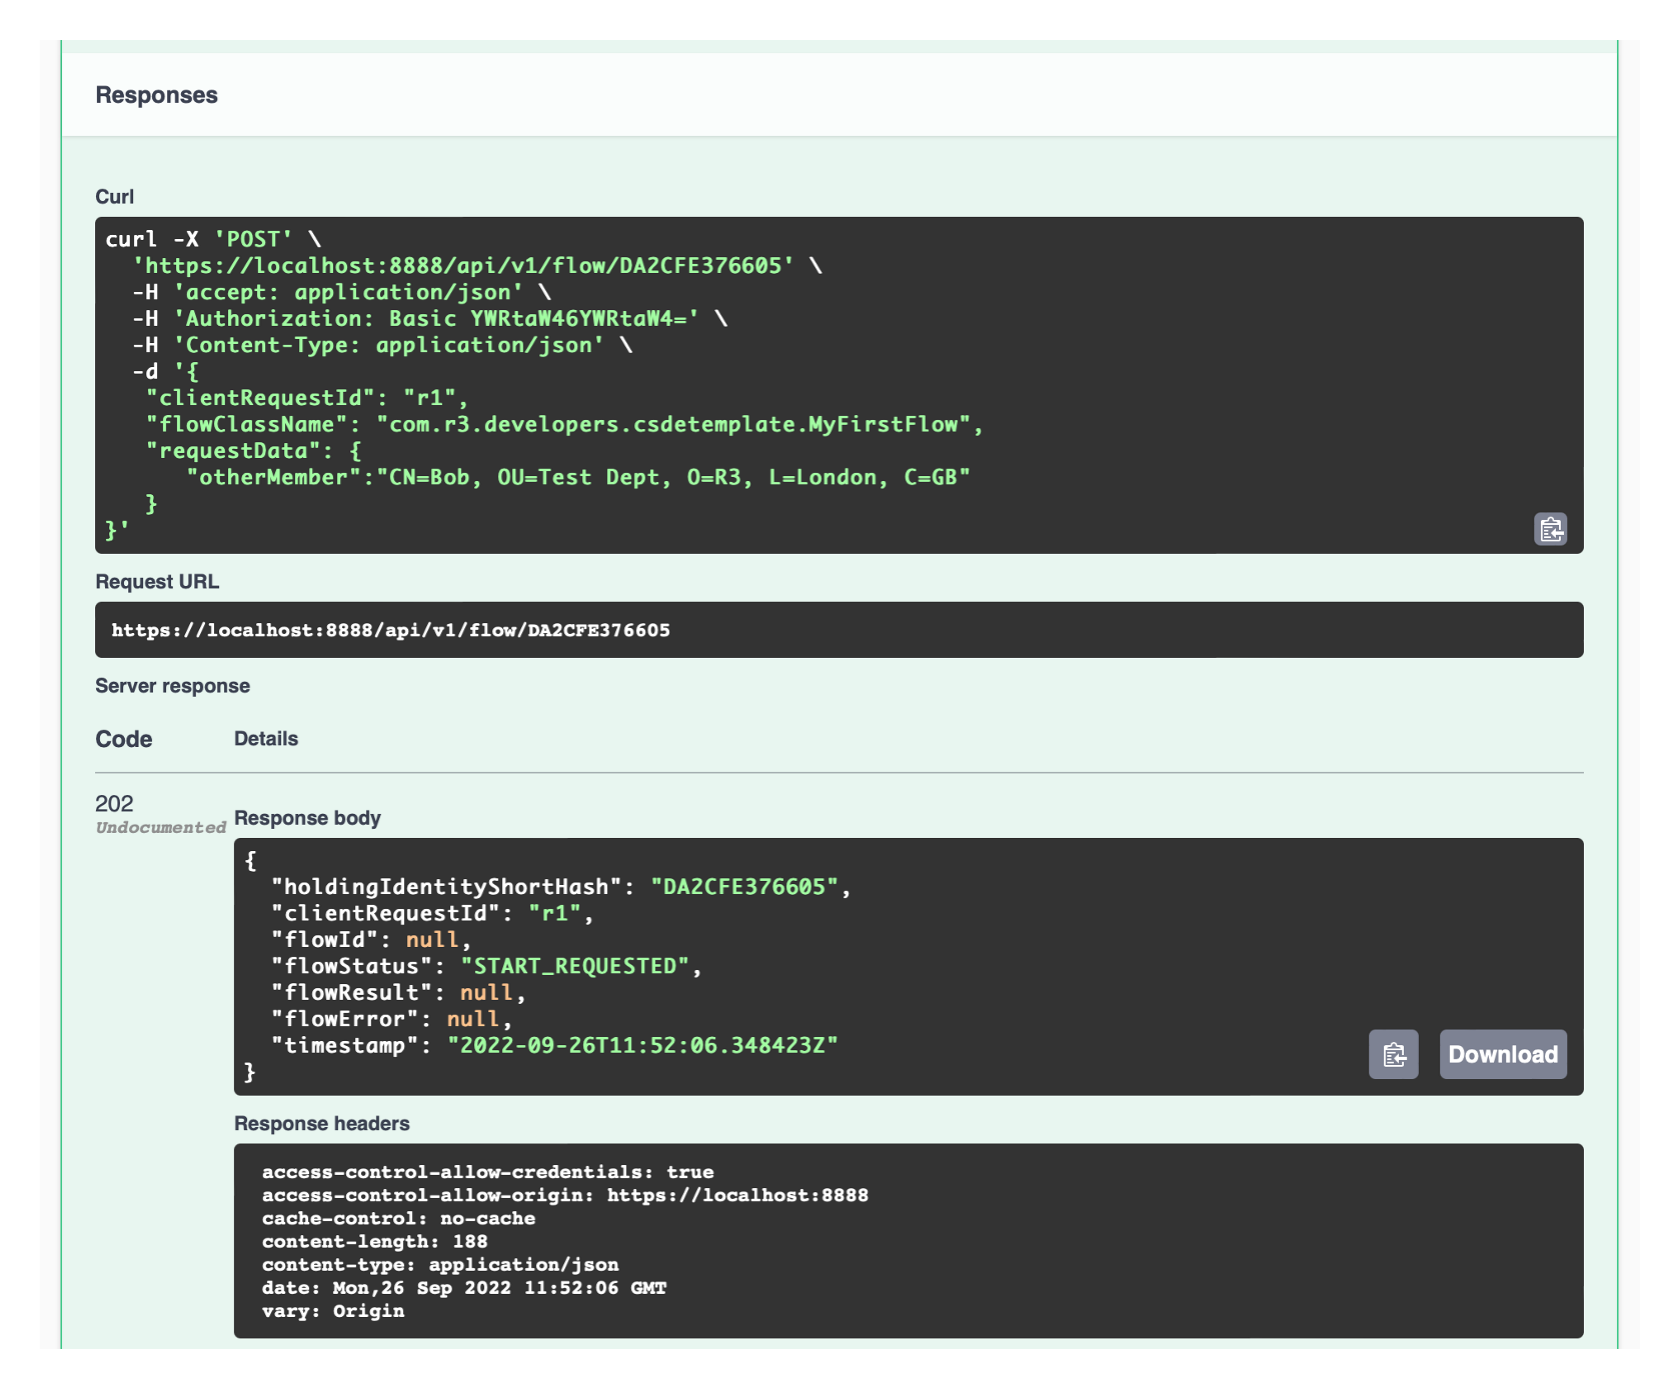 Responses
Curl
curl -X 'POST' \
  'https://localhost:8888/api/v1/flow/DA2CFE376605' \
  -H 'accept: application/json' \
  -H 'Authorization: Basic YWRtaW46YWRtaW4=' \
  -H 'Content-Type: application/json' \
  -d '{
   "clientRequestId": "r1",
   "flowClassName": "com.r3.developers.csdetemplate.MyFirstFlow",
   "requestData": {
      "otherMember":"CN=Bob, OU=Test Dept, O=R3, L=London, C=GB"
   }
}'
Request URL
https://localhost:8888/api/v1/flow/DA2CFE376605
Server response
Code Details
202
Undocumented
Response body
{
  "holdingIdentityShortHash": "DA2CFE376605",
  "clientRequestId": "r1",
  "flowId": null,
  "flowStatus": "START_REQUESTED",
  "flowResult": null,
  "flowError": null,
  "timestamp": "2022-09-26T11:52:06.348423Z"
}
Download
Response headers
access-control-allow-credentials: true
access-control-allow-origin: https://localhost:8888
cache-control: no-cache
content-length: 188
content-type: application/json
date: Mon,26 Sep 2022 11:52:06 GMT
vary: Origin